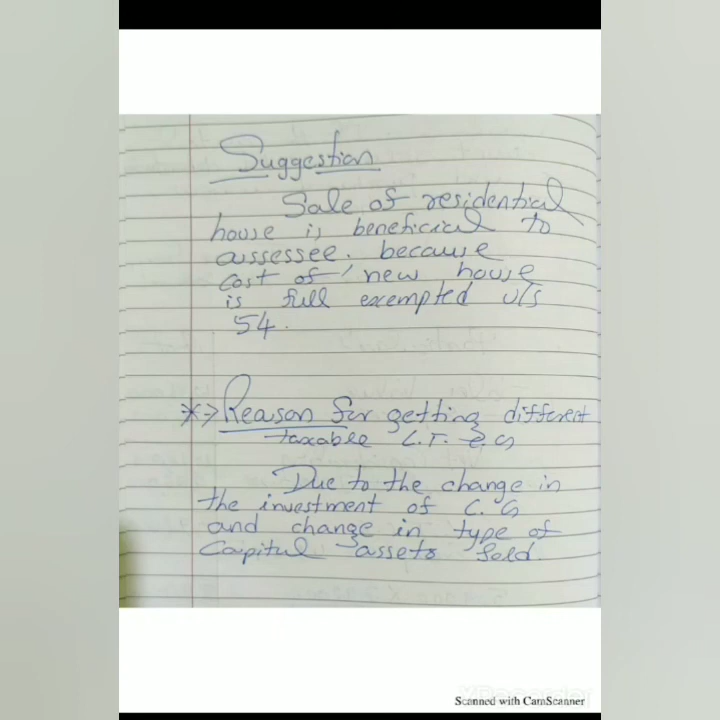 Suggestion
Sale of residential
house is beneficial to
assessee. because
cost of new house
is full exempted u/s
54.
*⇒ Reason for getting different
taxable L.T. C G
Due to the change in
the investment of C.G
and change in type of
Capital assets sold.
XRecorder
Scanned with CamScanner